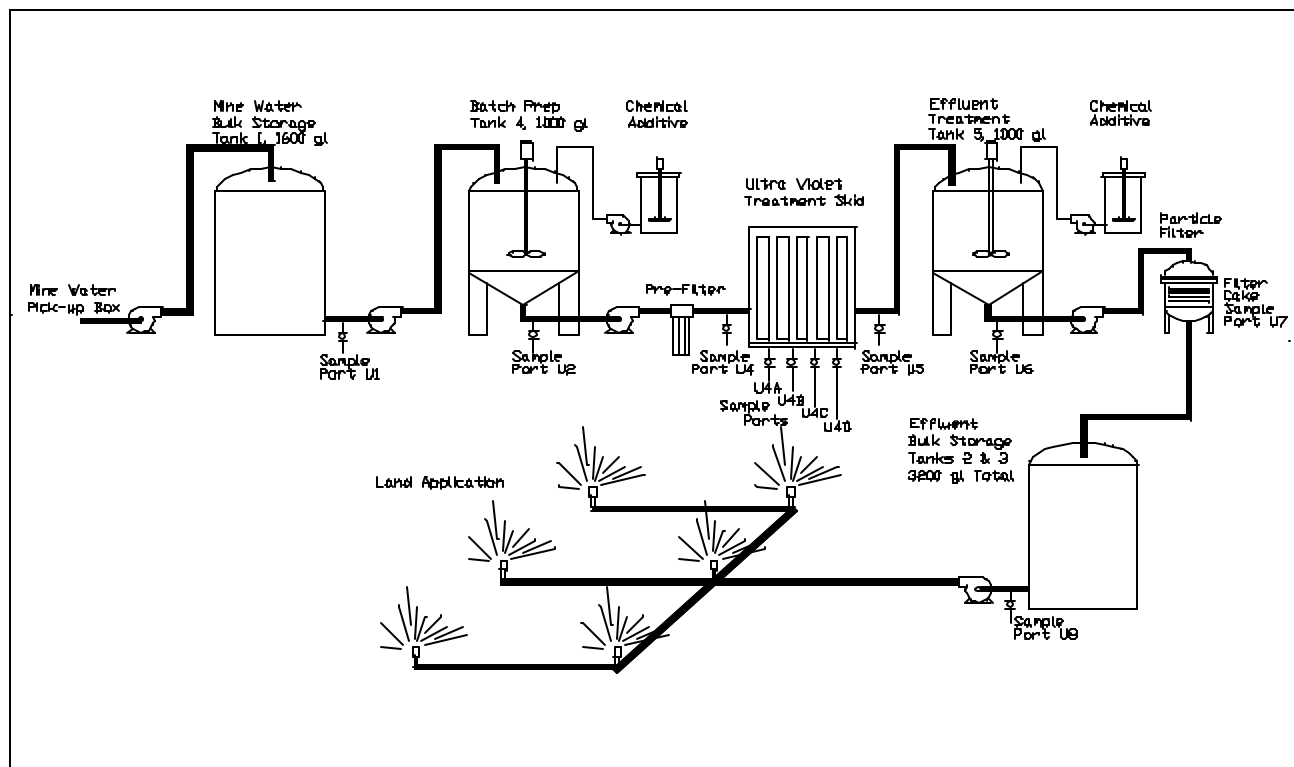 Mine Water
Bulk Storage
Tank 1, 1600 gl
Batch Prep
Tank 4, 1000 gl
Chemical
Additive
Effluent
Treatment
Tank 5, 1000 gl
Chemical
Additive
Ultra Violet
Treatment Skid
Particle
Filter
Mine Water
Pick-up Box
Pre-Filter
Filter
Cake
Sample
Port U7
Sample
Port U1
Sample
Port U2
Sample
Port U4
Sample
Port U5
Sample
Port U6
U4A
U4B
U4C
U4D
Sample
Ports
Effluent
Bulk Storage
Tanks 2 & 3
3200 gl Total
Land Application
Sample
Port U8